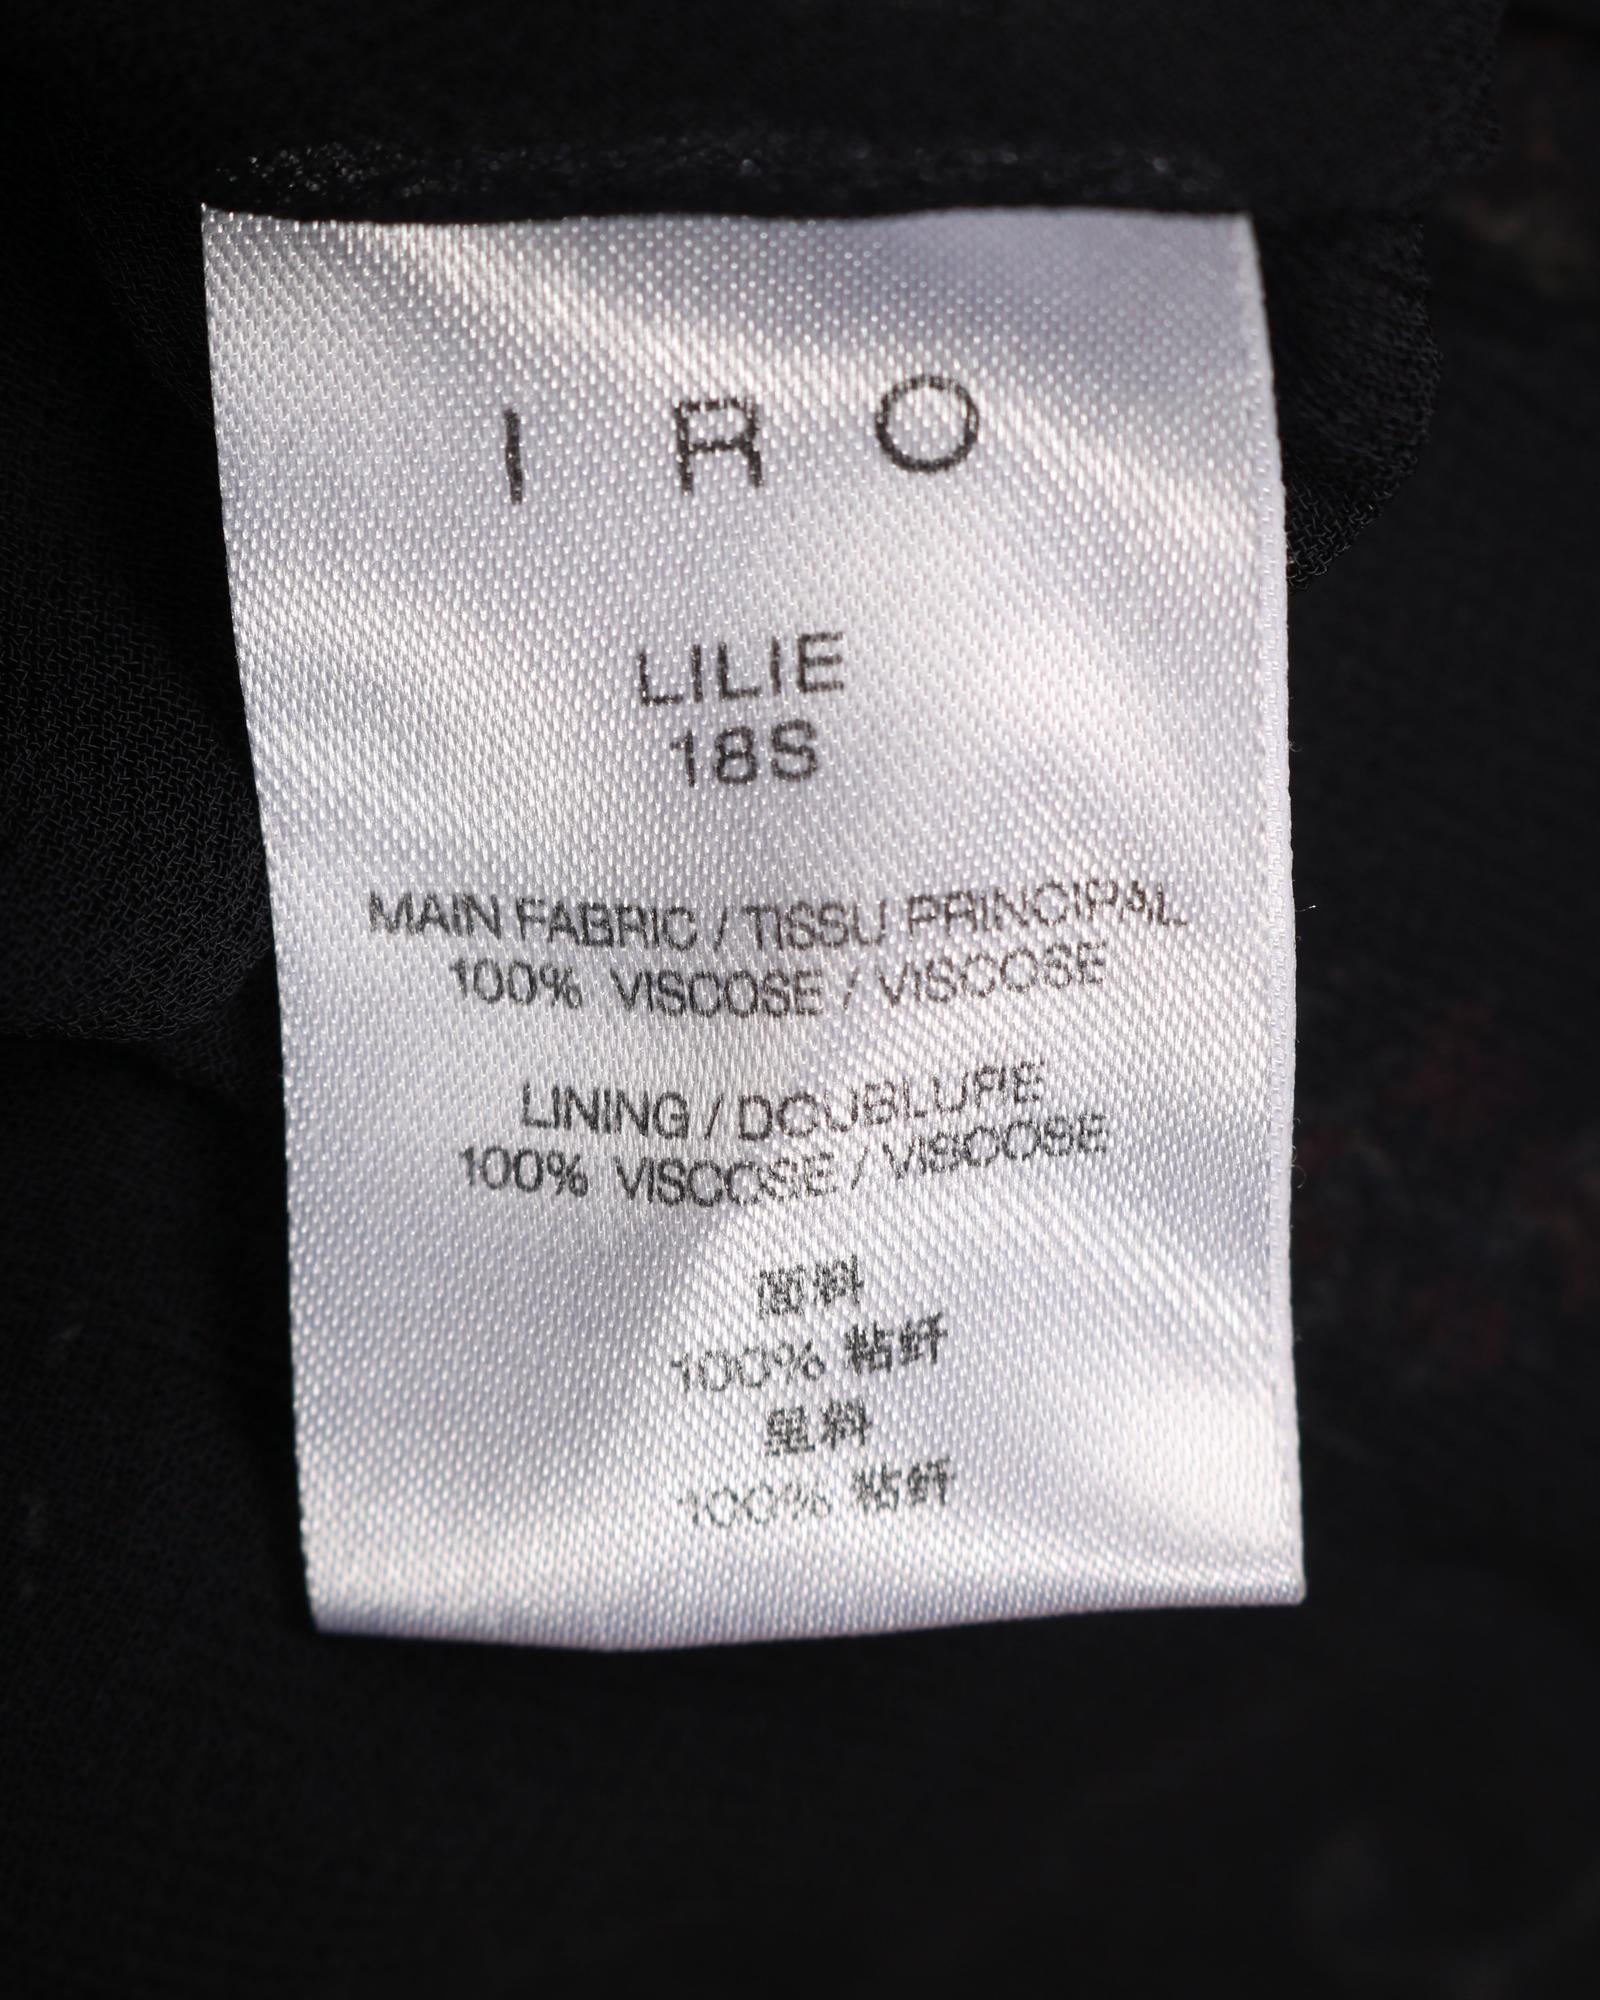 I R O
LILIE
18S
MAIN FABRIC / TISSU PRINCIPAL
100% VISCOSE / VISCOSE
LINING / DOUBLURE
100% VISCOSE / VISCOSE
面料
100% 粘纤
里料
100% 粘纤